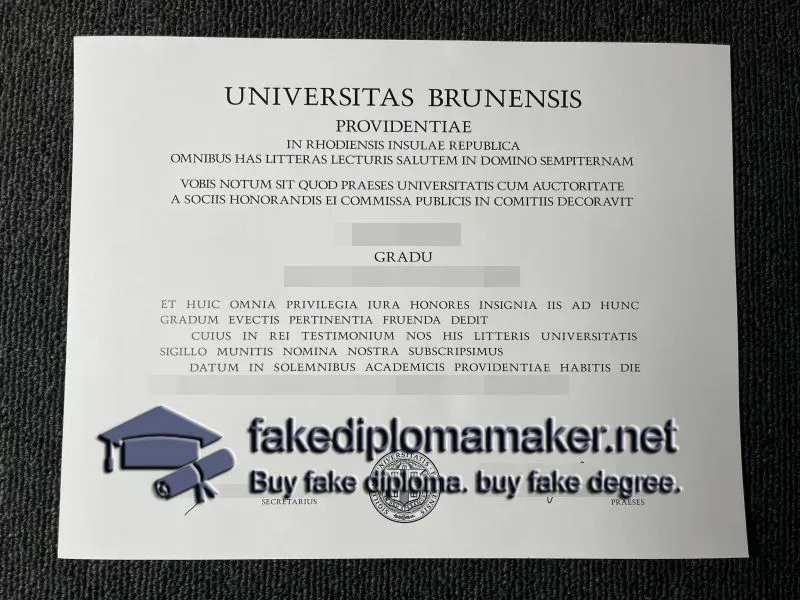 UNIVERSITAS BRUNENSIS
PROVIDENTIAE
IN RHODIENSIS INSULAE REPUBLICA
OMNIBUS HAS LITTERAS LECTURIS SALUTEM IN DOMINO SEMPITERNAM
VOBIS NOTUM SIT QUOD PRAESES UNIVERSITATIS CUM AUCTORITATE
A SOCIIS HONORANDIS EI COMMISSA PUBLICIS IN COMITIIS DECORAVIT
GRADU
ET HUIC OMNIA PRIVILEGIA IURA HONORES INSIGNIA IIS AD HUNC
GRADUM EVECTIS PERTINENTIA FRUENDA DEDIT
CUIUS IN REI TESTIMONIUM NOS HIS LITTERIS UNIVERSITATIS
SIGILLO MUNITIS NOMINA NOSTRA SUBSCRIPSIMUS
DATUM IN SOLEMNIBUS ACADEMICIS PROVIDENTIAE HABITIS DIE
fakediplomamaker.net
Buy fake diploma. buy fake degree.
SECRETARIUS
PRAESES